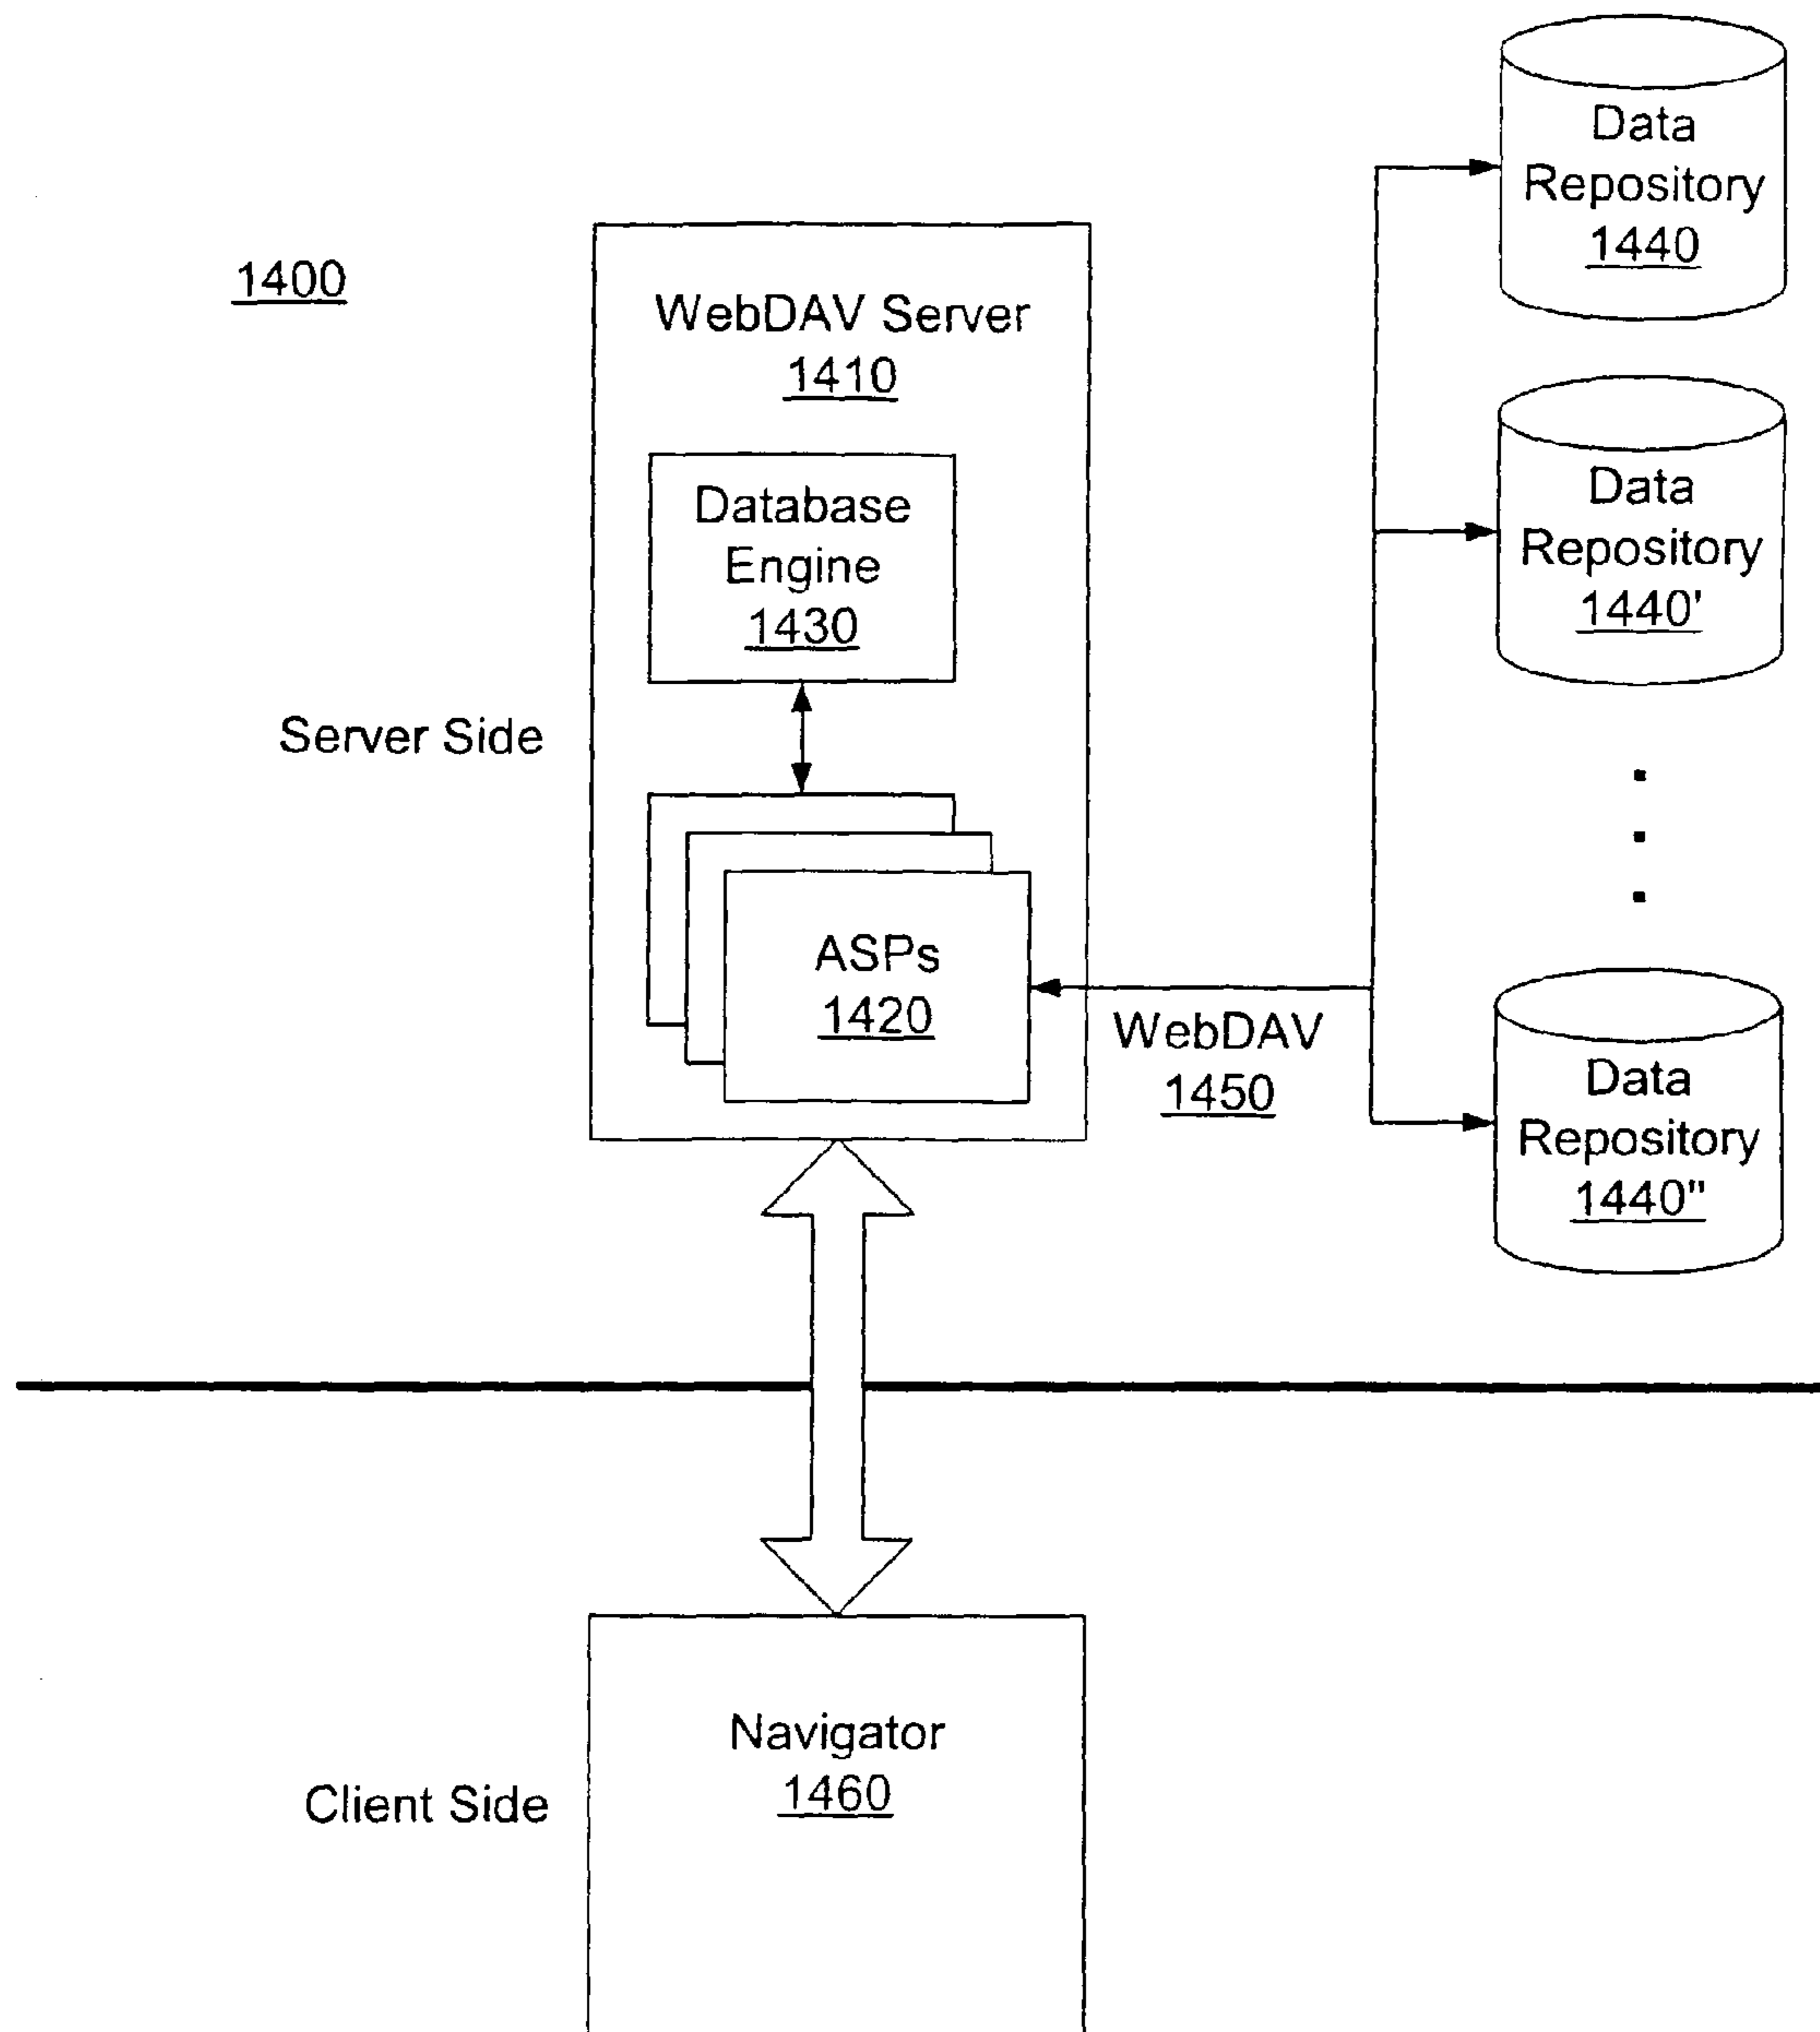 1400
WebDAV Server
1410
Database
Engine
1430
Server Side
ASPs
1420
WebDAV
1450
Data
Repository
1440
Data
Repository
1440'
Data
Repository
1440"
Client Side
Navigator
1460